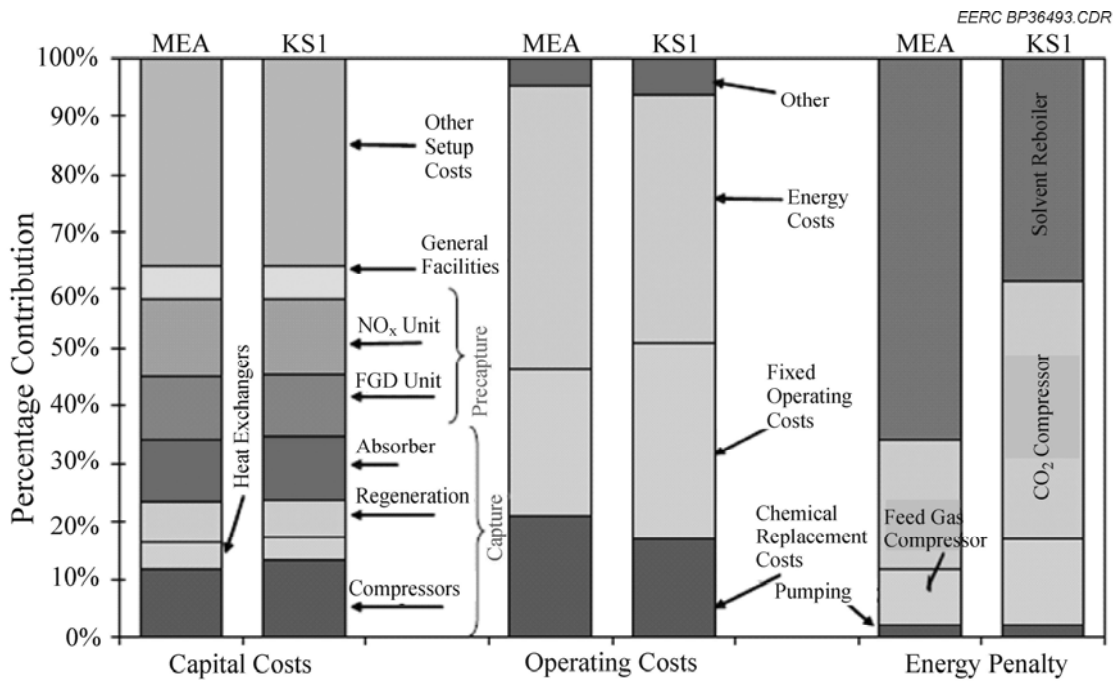 EERC BP36493.CDR
MEA
KS1
MEA
KS1
MEA
KS1
Percentage Contribution
100%
90%
80%
70%
60%
50%
40%
30%
20%
10%
0%
Other
Setup
Costs
General
Facilities
NOx Unit
FGD Unit
Precapture
Heat Exchangers
Absorber
Regeneration
Capture
Compressors
Other
Energy
Costs
Fixed
Operating
Costs
Chemical
Replacement
Costs
Pumping
Feed Gas
Compressor
Solvent Reboiler
CO2 Compressor
Capital Costs
Operating Costs
Energy Penalty